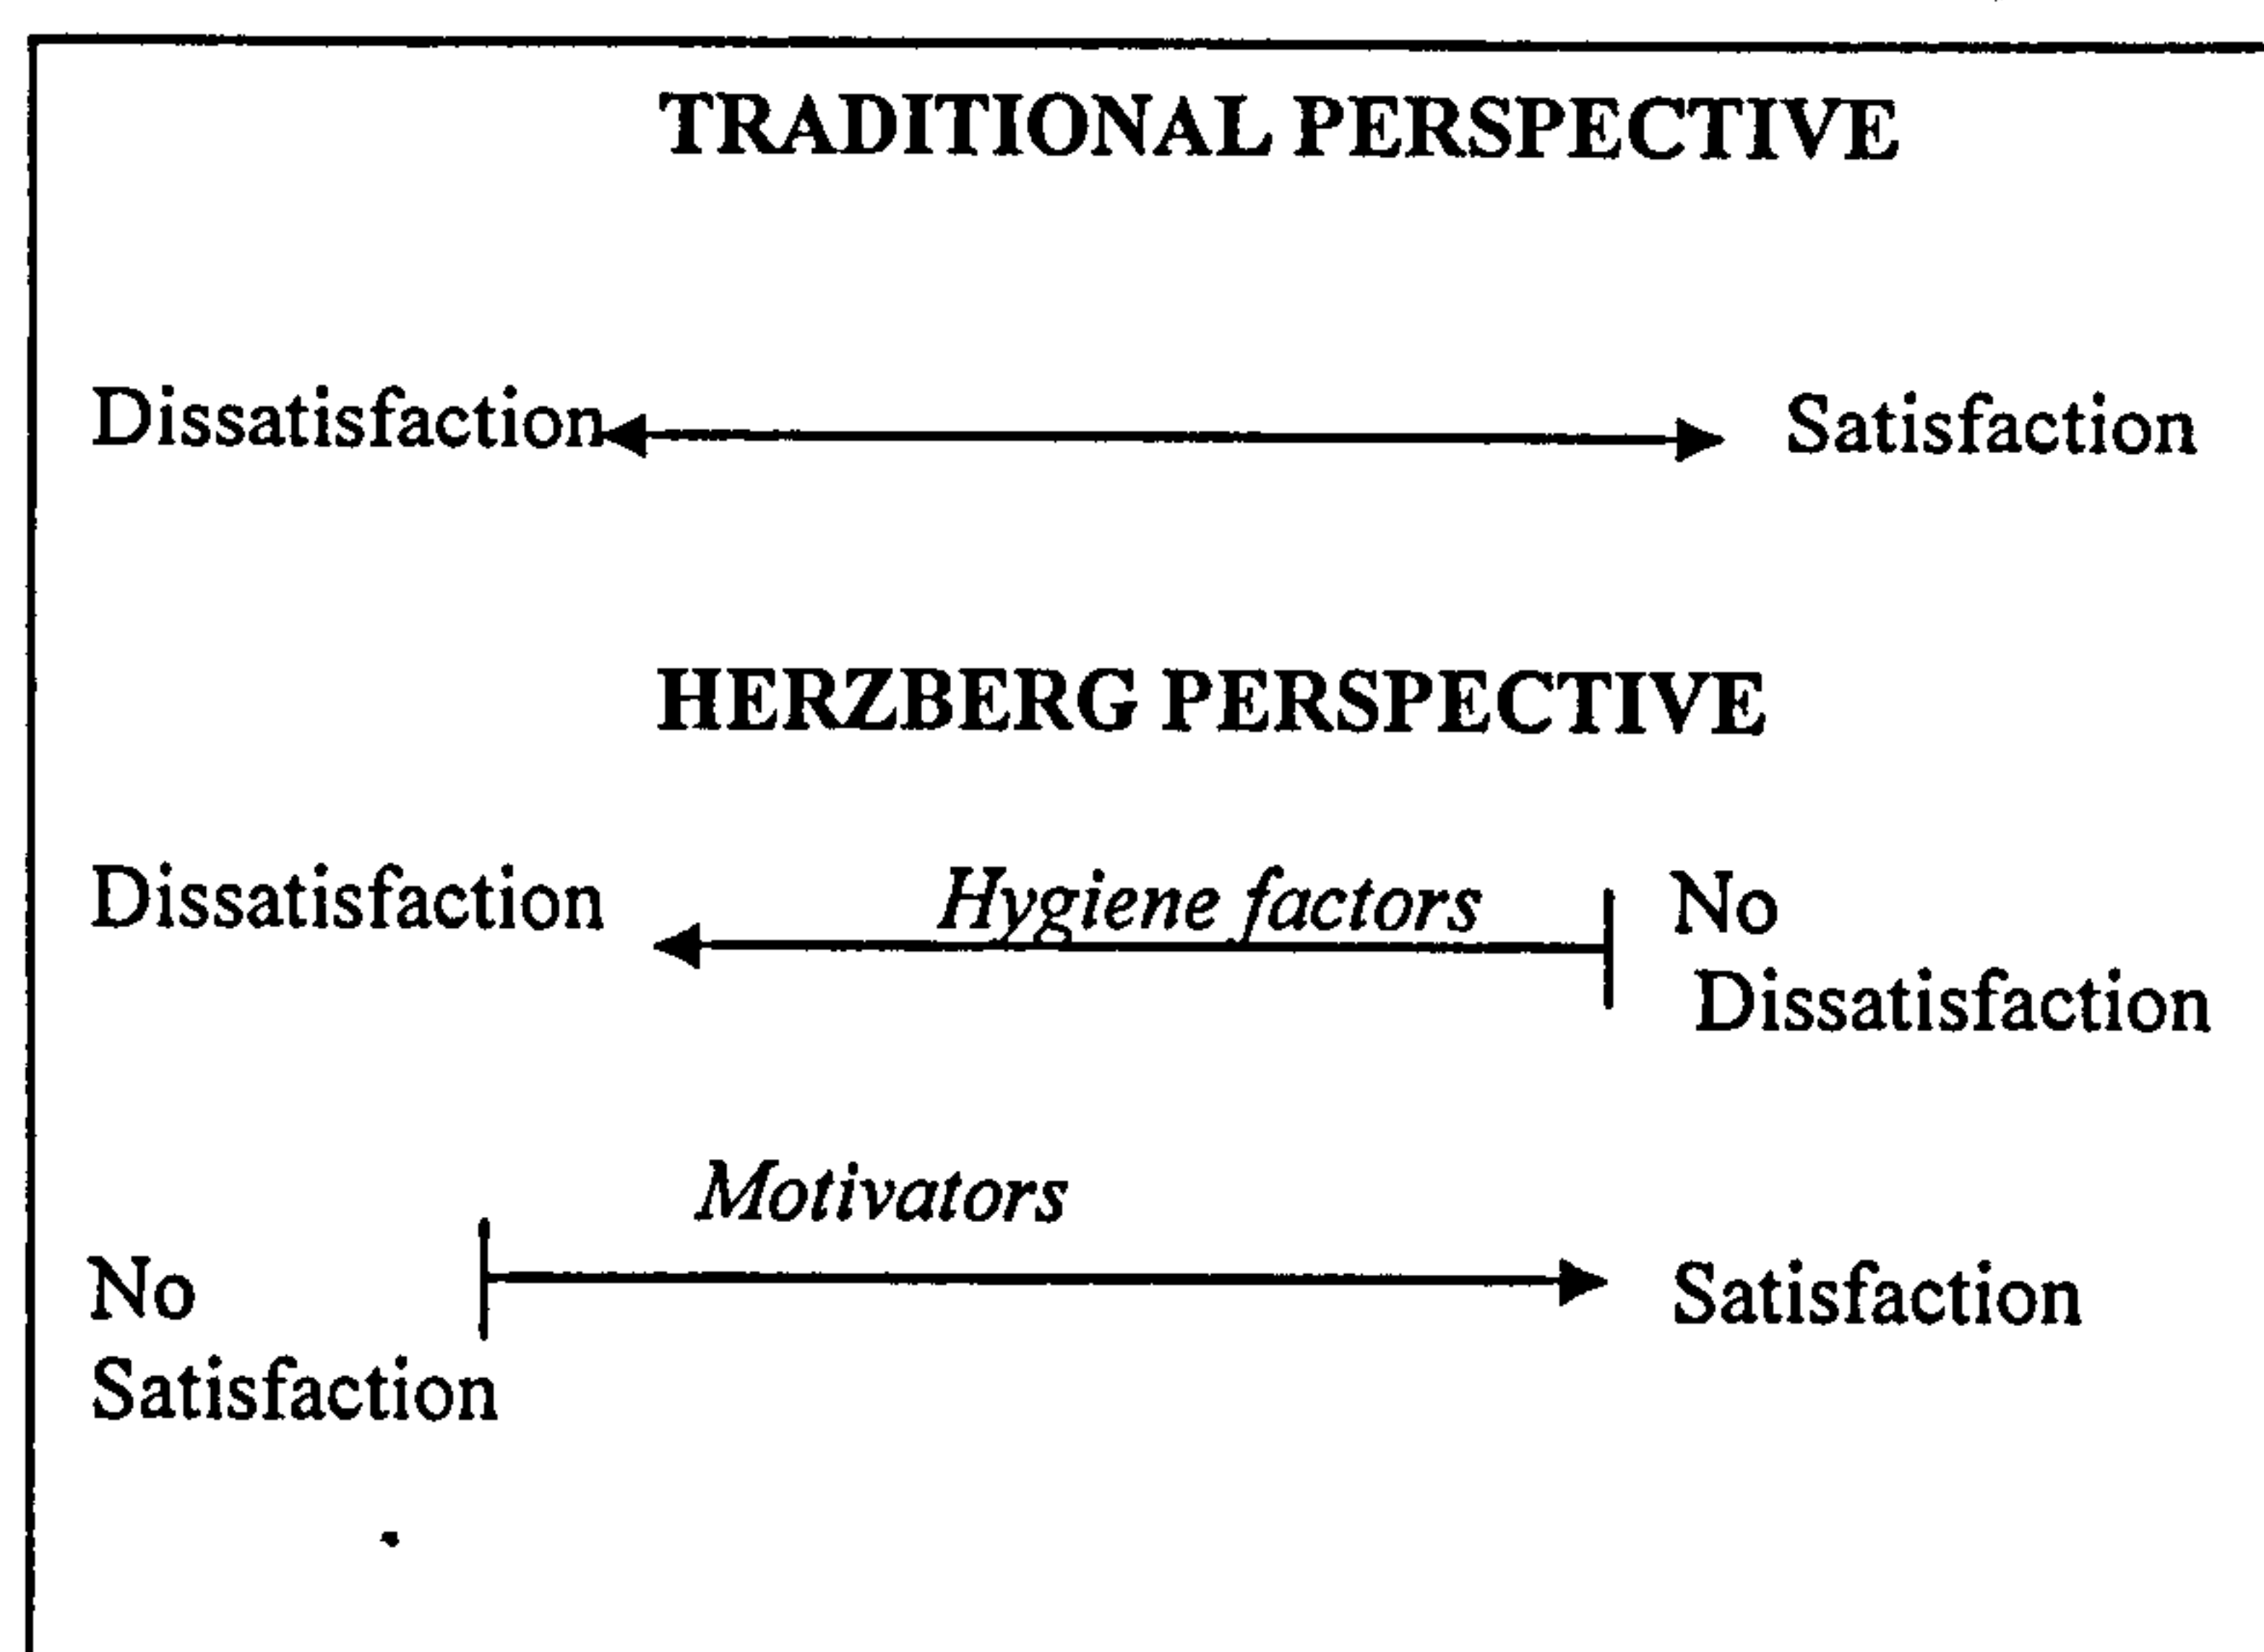 TRADITIONAL PERSPECTIVE
Dissatisfaction Satisfaction
HERZBERG PERSPECTIVE
Dissatisfaction Hygiene factors No
Dissatisfaction
Motivators
No Satisfaction
Satisfaction